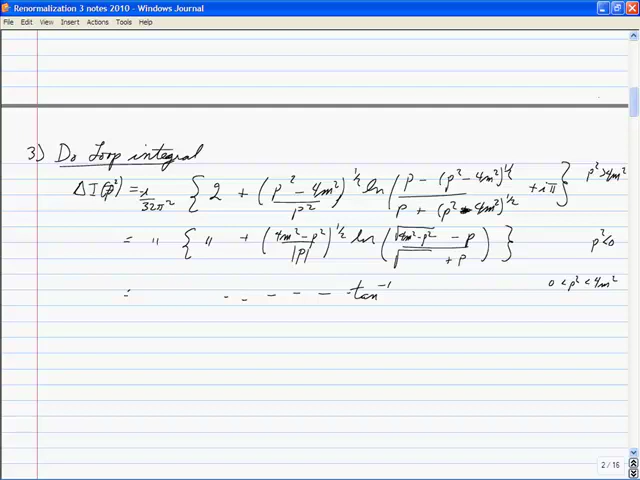 Renormalization 3 notes 2010 - Windows Journal
File Edit View Insert Actions Tools Help
3) Do Loop integral
ΔI(p²) = i/32π² { 2 + (p² - 4m² / p²)^1/2 ln( p - (p² - 4m²)^1/2 / p + (p² - 4m²)^1/2 + iπ } p² > 4m²
= " { " + (4m² - p² / |p|)^1/2 ln( √4m² - p² - p / √ + p ) } p² < 0
= .. .. - - - - tan⁻¹ 0 < p² < 4m²
2 / 16